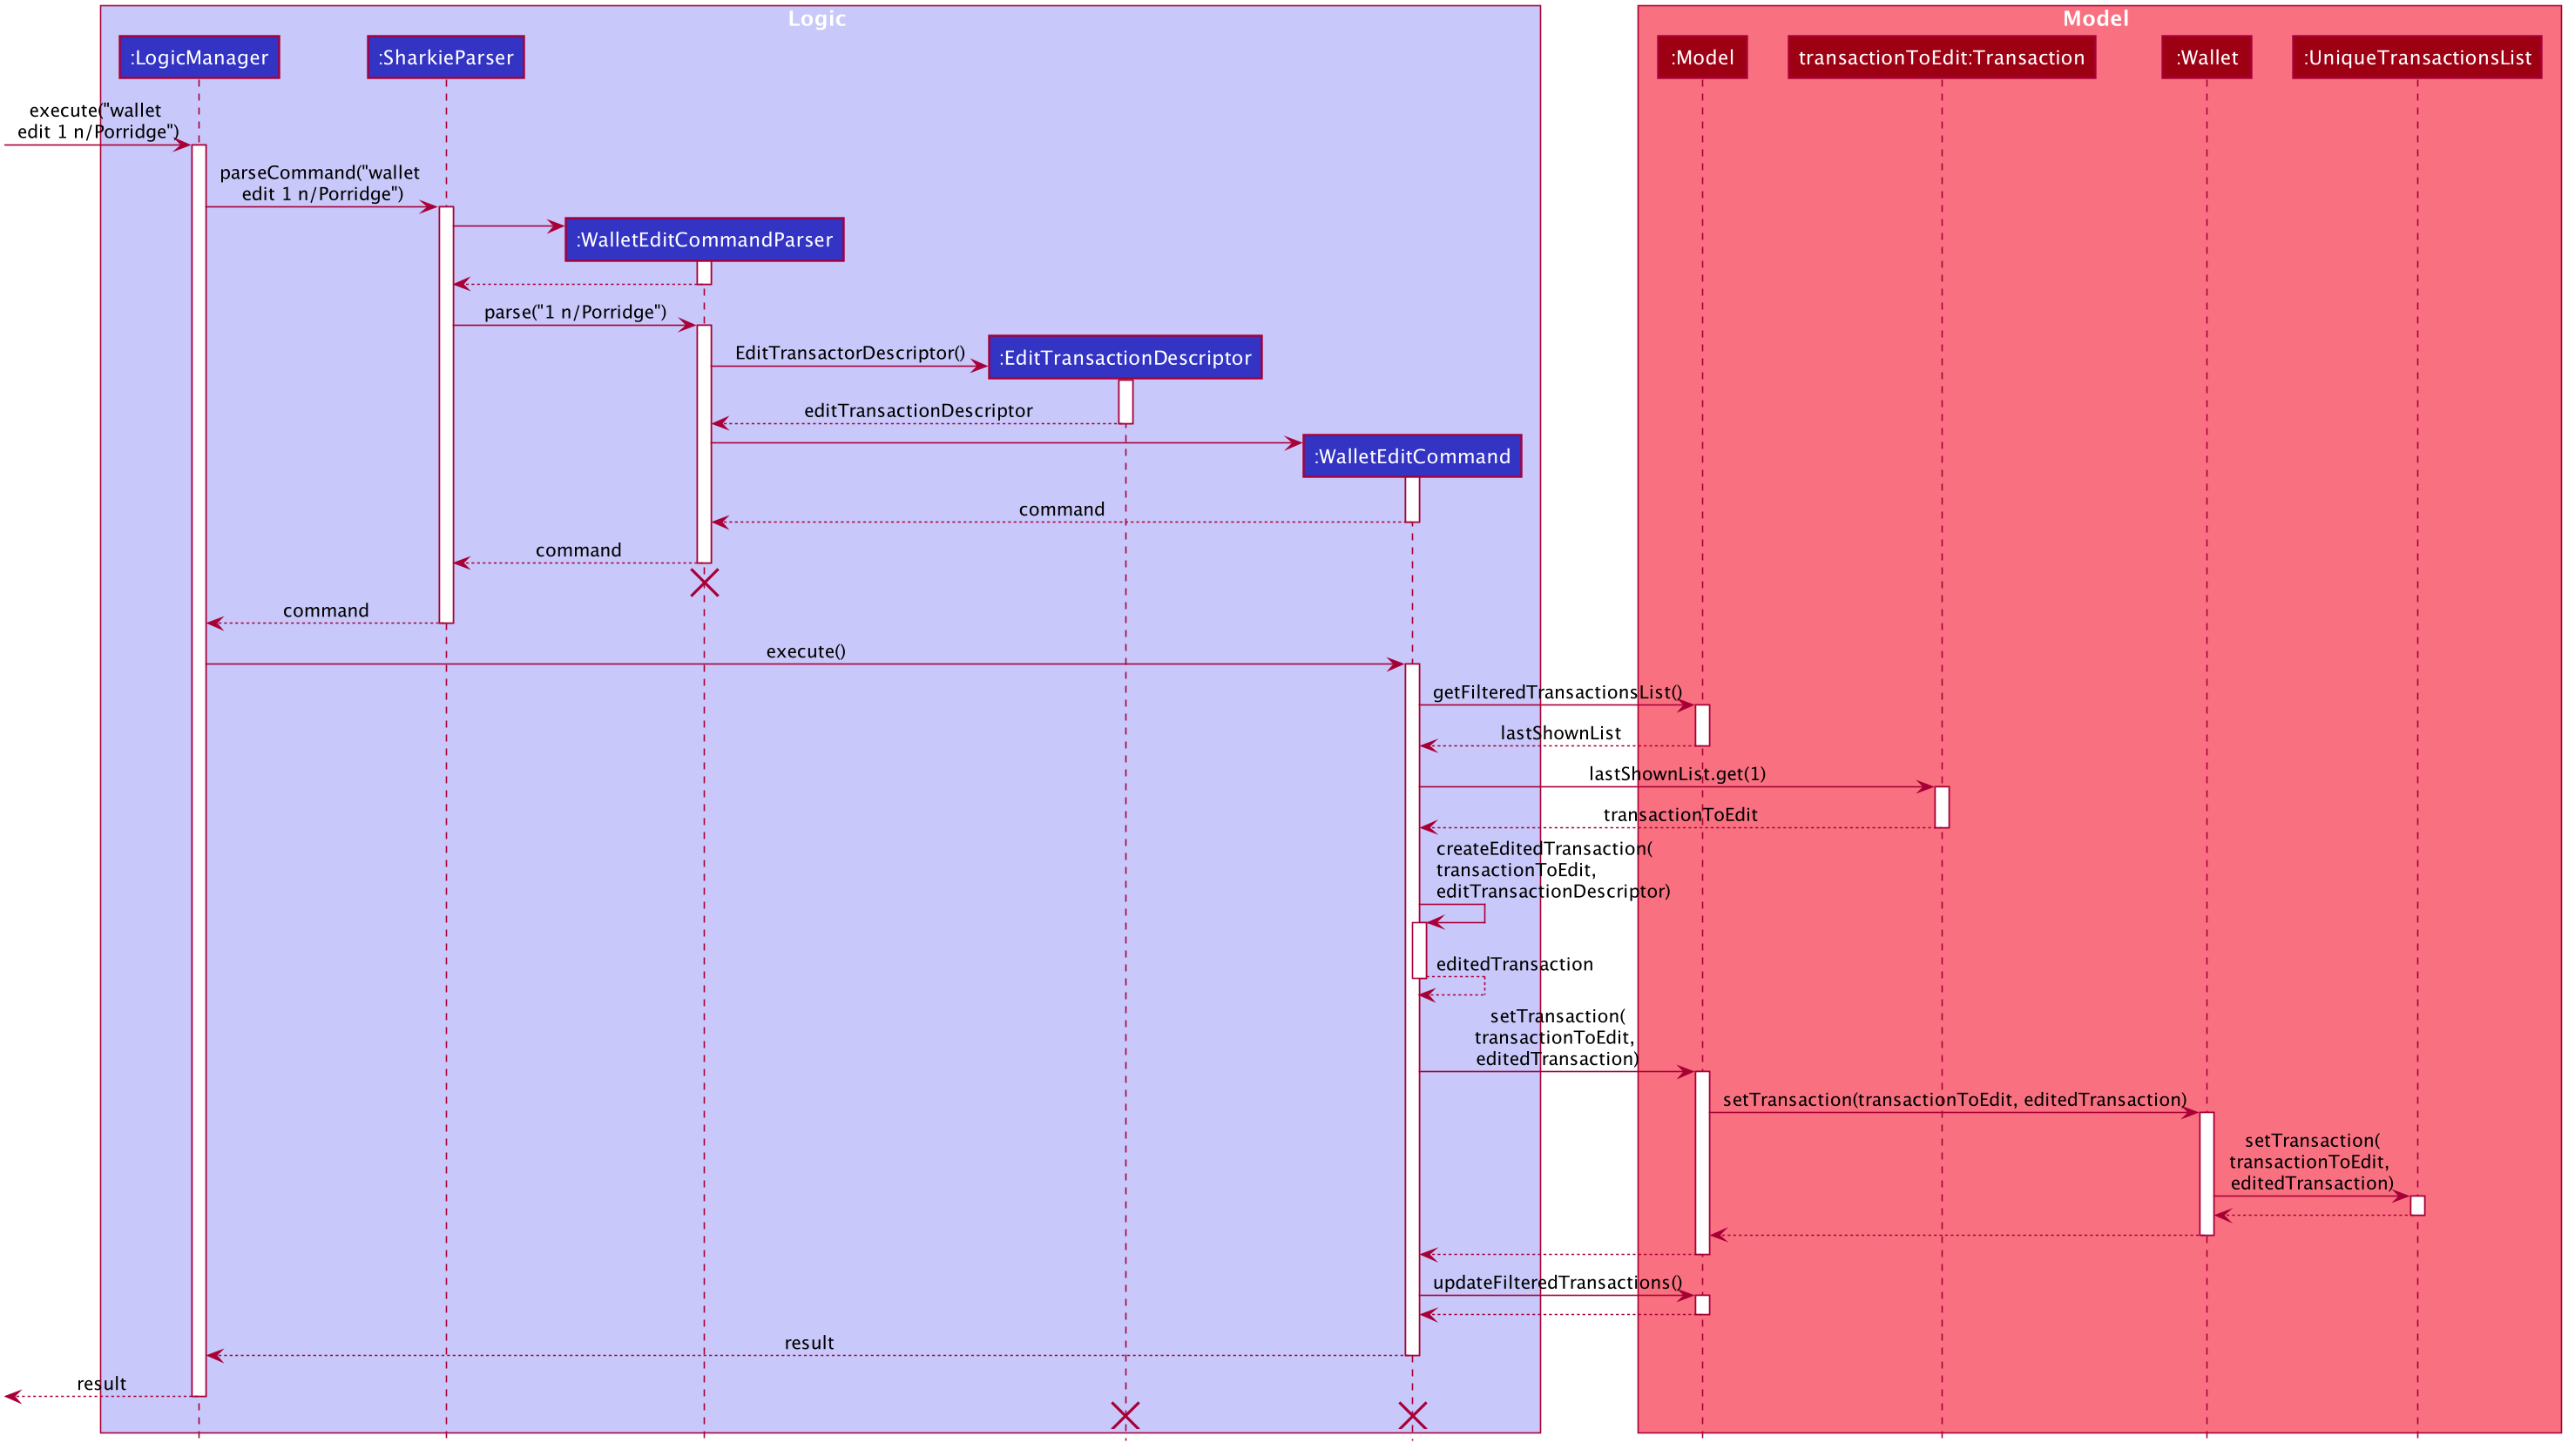 Logic
Model
:LogicManager
:SharkieParser
:Model
transactionToEdit:Transaction
:Wallet
:UniqueTransactionsList
execute("wallet
edit 1 n/Porridge")
parseCommand("wallet
edit 1 n/Porridge")
:WalletEditCommandParser
parse("1 n/Porridge")
EditTransactorDescriptor()
:EditTransactionDescriptor
editTransactionDescriptor
:WalletEditCommand
command
command
command
execute()
getFilteredTransactionsList()
lastShownList
lastShownList.get(1)
transactionToEdit
createEditedTransaction(
transactionToEdit,
editTransactionDescriptor)
editedTransaction
setTransaction(
transactionToEdit,
editedTransaction)
setTransaction(transactionToEdit, editedTransaction)
setTransaction(
transactionToEdit,
editedTransaction)
updateFilteredTransactions()
result
result